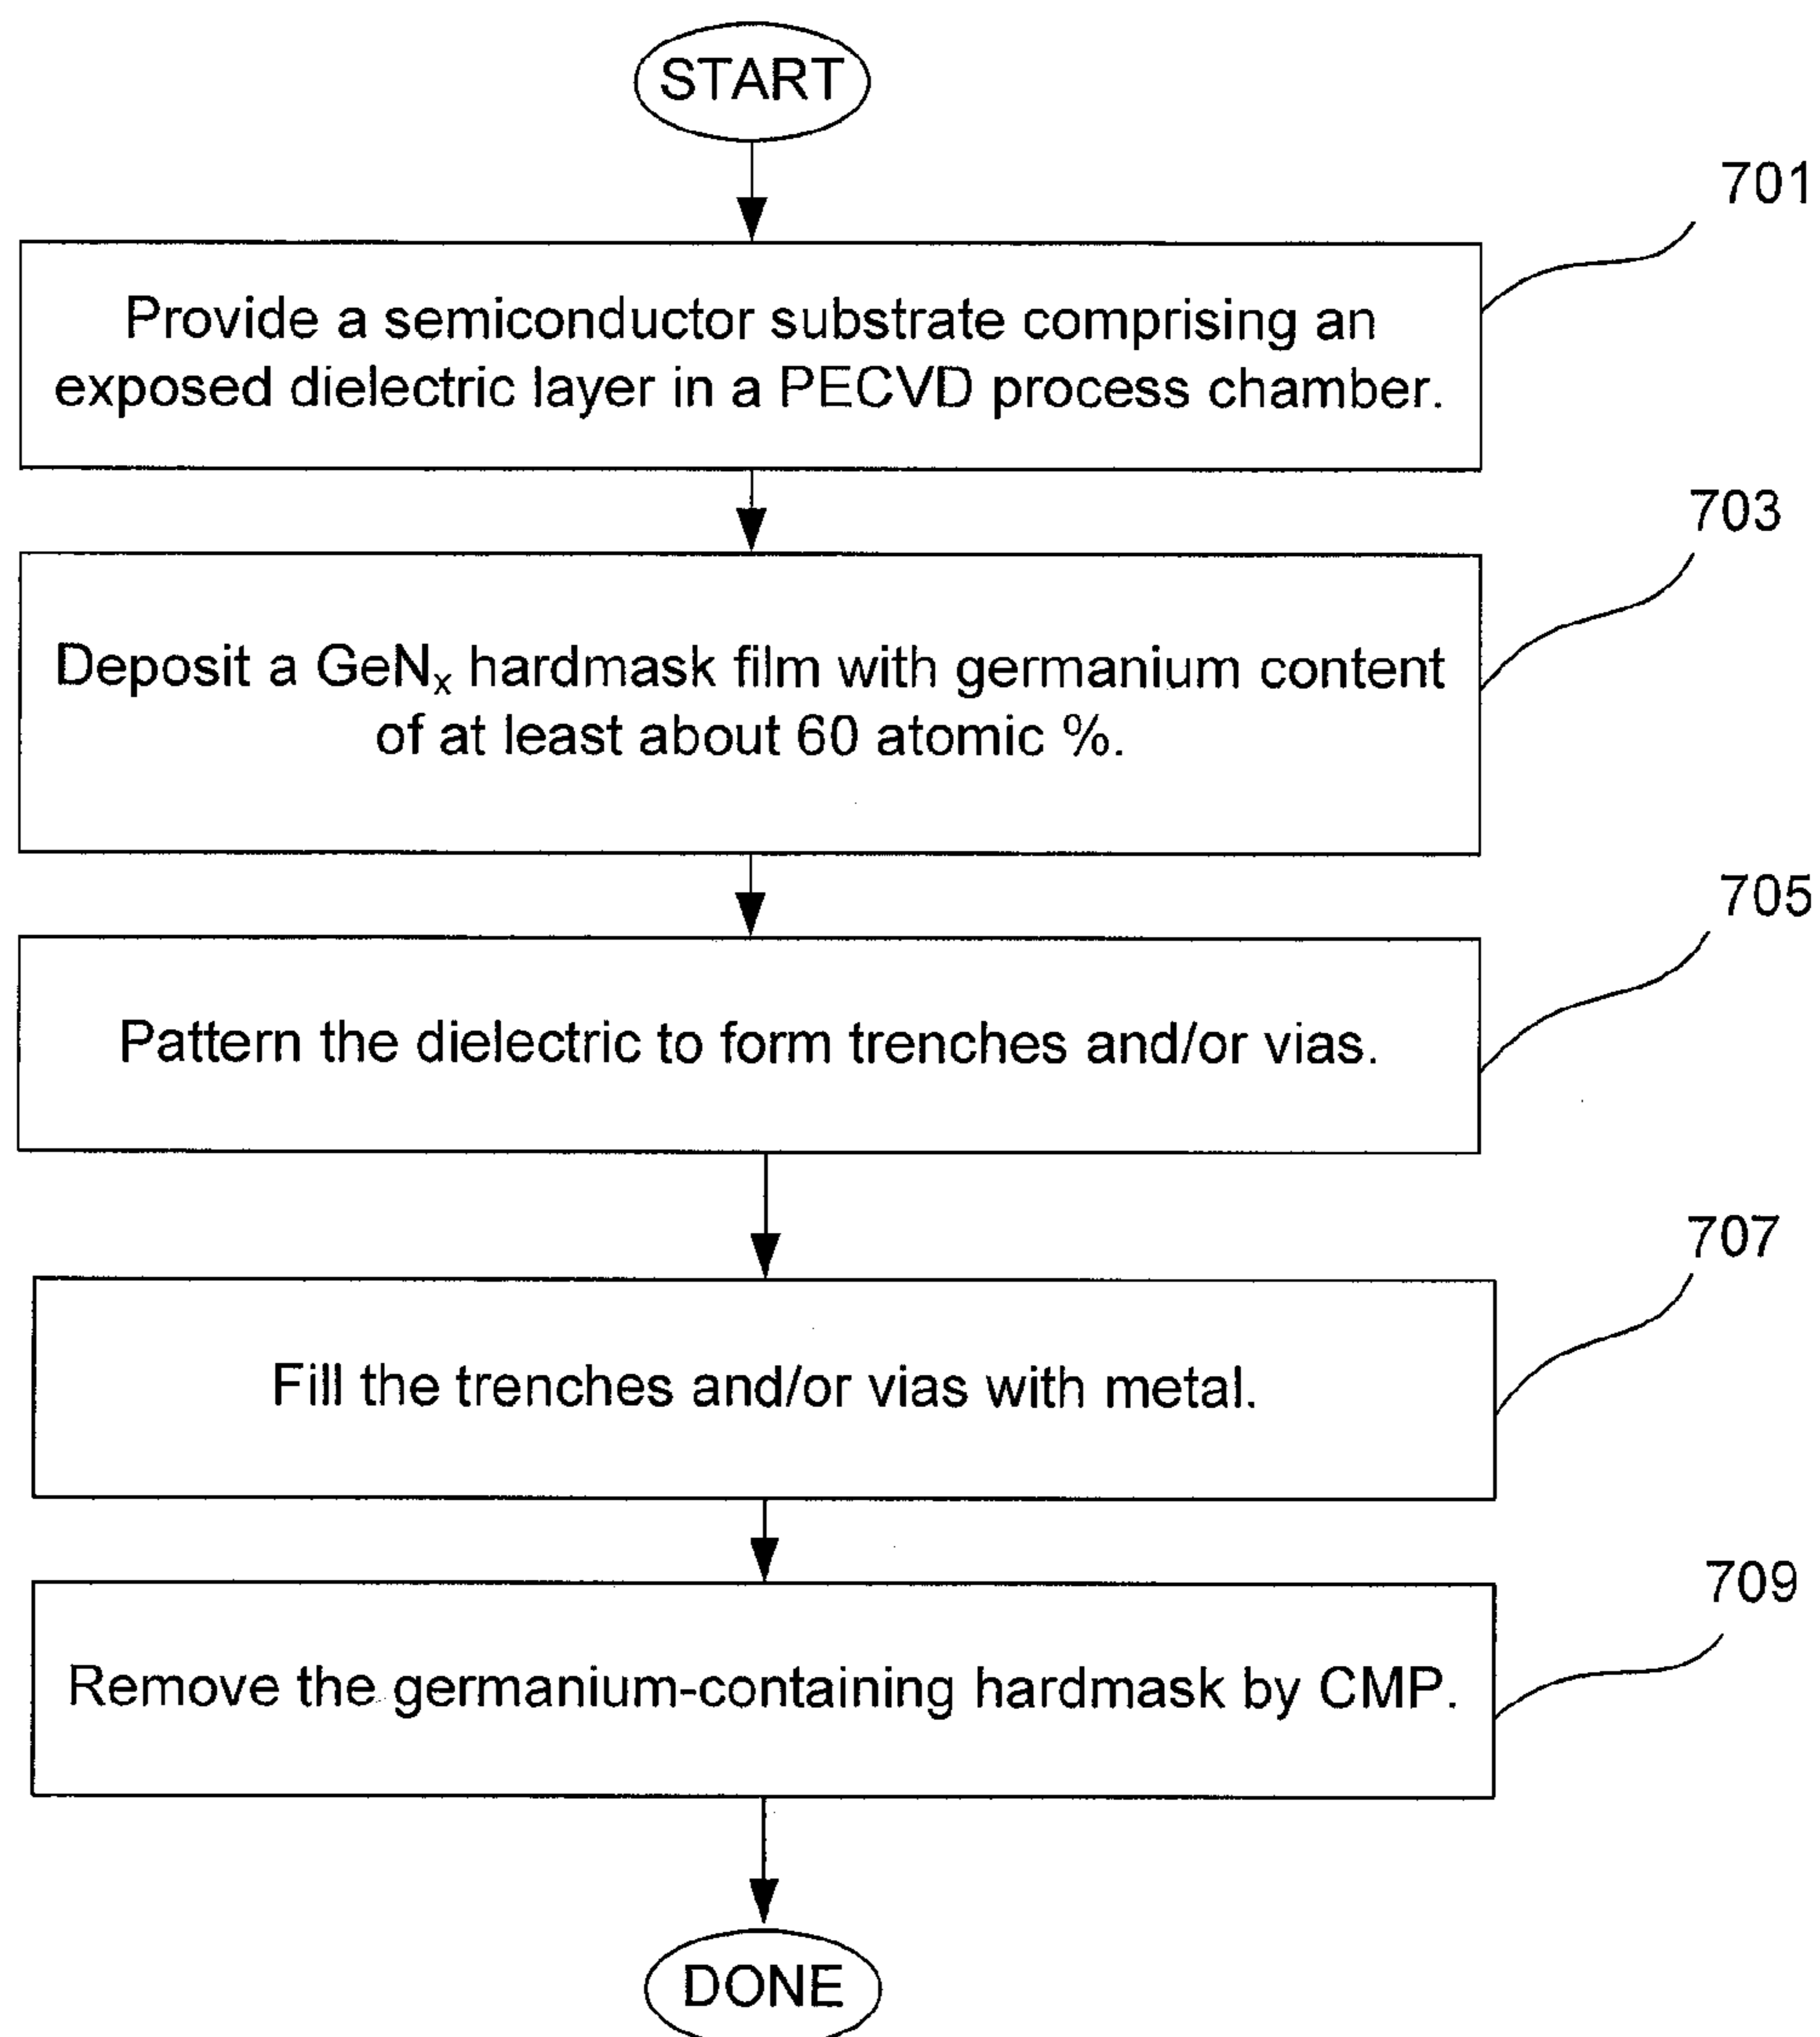 START
701
Provide a semiconductor substrate comprising an
exposed dielectric layer in a PECVD process chamber.
703
Deposit a GeNₓ hardmask film with germanium content
of at least about 60 atomic %.
705
Pattern the dielectric to form trenches and/or vias.
707
Fill the trenches and/or vias with metal.
709
Remove the germanium-containing hardmask by CMP.
DONE